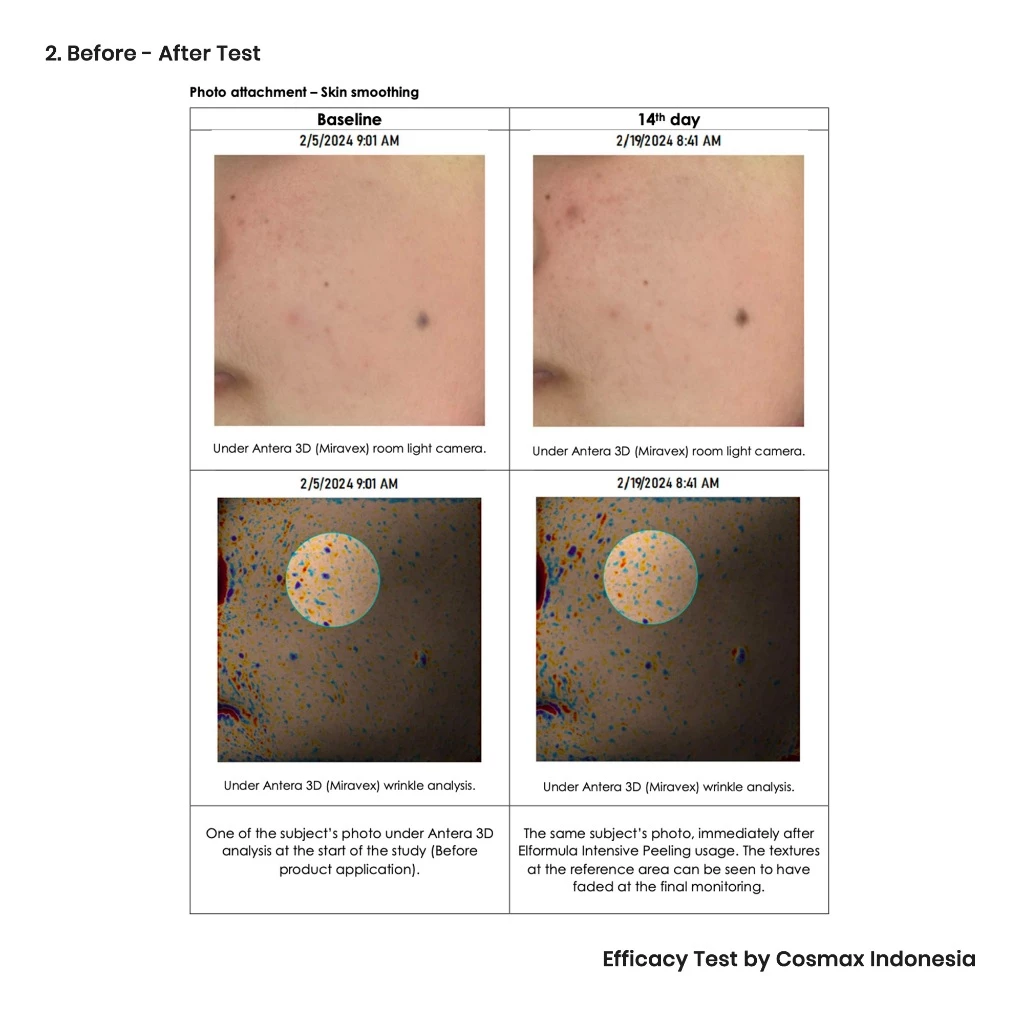 2. Before - After Test
Photo attachment – Skin smoothing
Baseline
14th day
2/5/2024 9:01 AM
2/19/2024 8:41 AM
Under Antera 3D (Miravex) room light camera.
Under Antera 3D (Miravex) room light camera.
2/5/2024 9:01 AM
2/19/2024 8:41 AM
Under Antera 3D (Miravex) wrinkle analysis.
Under Antera 3D (Miravex) wrinkle analysis.
One of the subject's photo under Antera 3D
analysis at the start of the study (Before
product application).
The same subject's photo, immediately after
Elformula Intensive Peeling usage. The textures
at the reference area can be seen to have
faded at the final monitoring.
Efficacy Test by Cosmax Indonesia